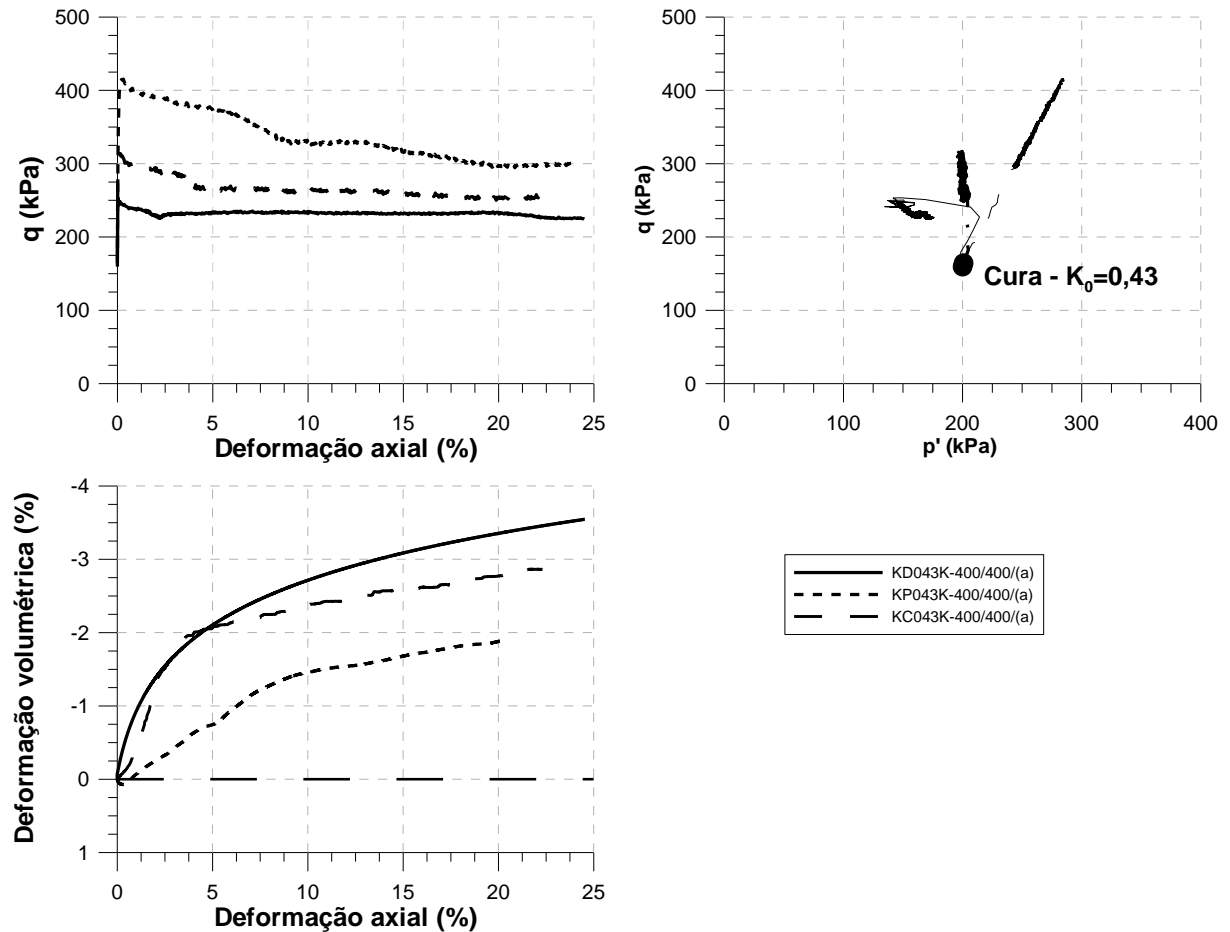 500
400
300
200
100
0
q (kPa)
0 5 10 15 20 25
Deformação axial (%)
500
400
300
200
100
0
q (kPa)
Cura - K₀=0,43
0 100 200 300 400
p' (kPa)
-4
-3
-2
-1
0
1
Deformação volumétrica (%)
0 5 10 15 20 25
Deformação axial (%)
KD043K-400/400/(a)
KP043K-400/400/(a)
KC043K-400/400/(a)